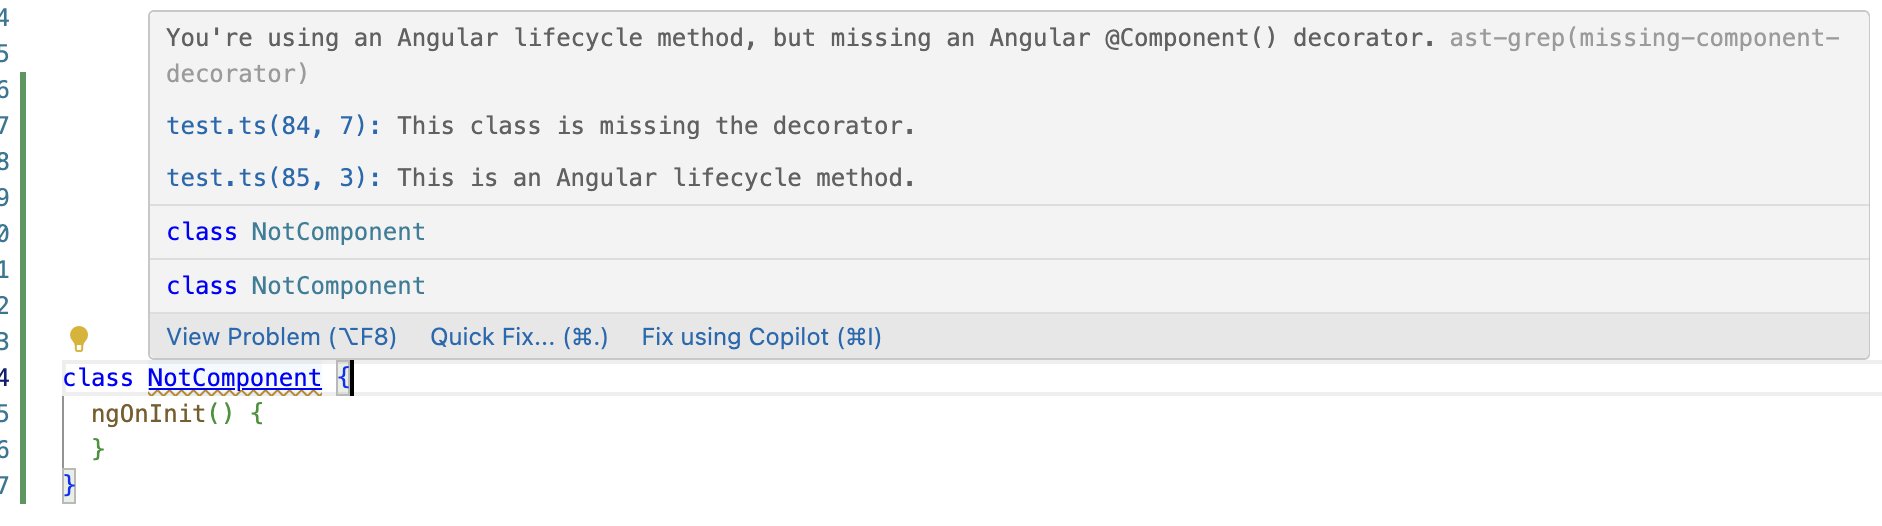 4
5
6
7
8
9
0
1
2
3
4
5
6
7
You're using an Angular lifecycle method, but missing an Angular @Component() decorator. ast-grep(missing-component-
decorator)
test.ts(84, 7): This class is missing the decorator.
test.ts(85, 3): This is an Angular lifecycle method.
class NotComponent
class NotComponent
View Problem (⌥F8) Quick Fix... (⌘.) Fix using Copilot (⌘I)
class NotComponent {
ngOnInit() {
}
}